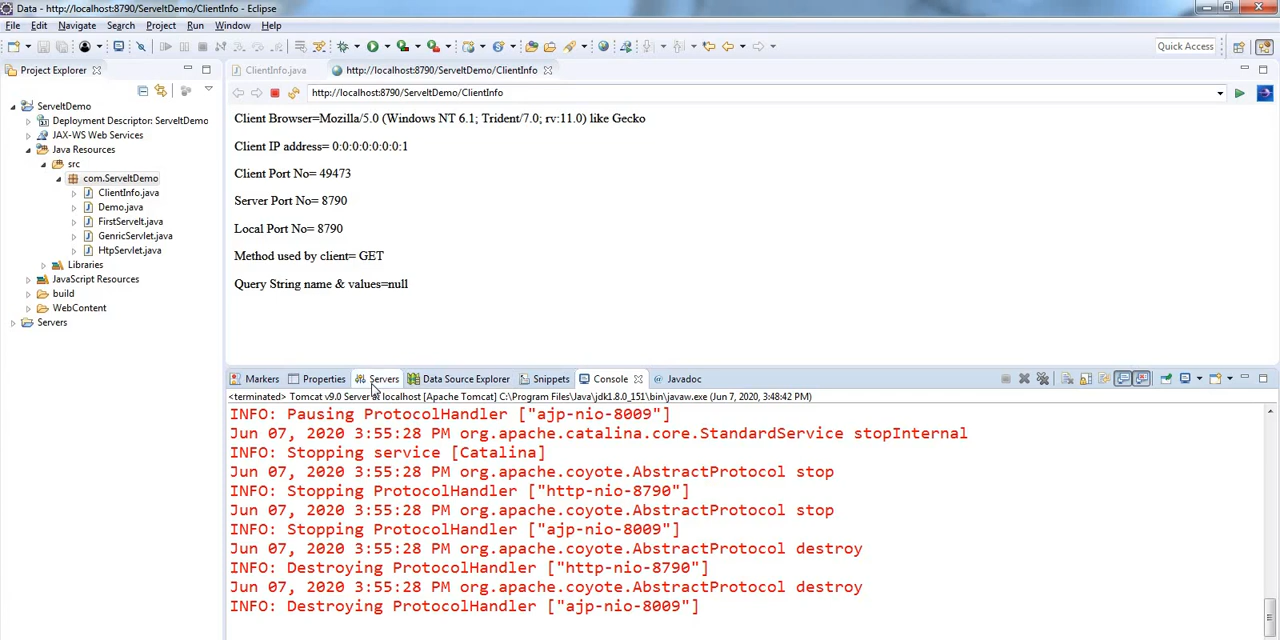 Data - http://localhost:8790/ServeltDemo/ClientInfo - Eclipse
File Edit Navigate Search Project Run Window Help
Quick Access
Project Explorer
ClientInfo.java
http://localhost:8790/ServeltDemo/ClientInfo
http://localhost:8790/ServeltDemo/ClientInfo
ServeltDemo
Deployment Descriptor: ServeltDemo
JAX-WS Web Services
Java Resources
src
com.ServeltDemo
ClientInfo.java
Demo.java
FirstServelt.java
GenricServlet.java
HtpServlet.java
Libraries
JavaScript Resources
build
WebContent
Servers
Client Browser=Mozilla/5.0 (Windows NT 6.1; Trident/7.0; rv:11.0) like Gecko
Client IP address= 0:0:0:0:0:0:0:1
Client Port No= 49473
Server Port No= 8790
Local Port No= 8790
Method used by client= GET
Query String name & values=null
Markers Properties Servers Data Source Explorer Snippets Console Javadoc
<terminated> Tomcat v9.0 Server at localhost [Apache Tomcat] C:\Program Files\Java\jdk1.8.0_151\bin\javaw.exe (Jun 7, 2020, 3:48:42 PM)
INFO: Pausing ProtocolHandler ["ajp-nio-8009"]
Jun 07, 2020 3:55:28 PM org.apache.catalina.core.StandardService stopInternal
INFO: Stopping service [Catalina]
Jun 07, 2020 3:55:28 PM org.apache.coyote.AbstractProtocol stop
INFO: Stopping ProtocolHandler ["http-nio-8790"]
Jun 07, 2020 3:55:28 PM org.apache.coyote.AbstractProtocol stop
INFO: Stopping ProtocolHandler ["ajp-nio-8009"]
Jun 07, 2020 3:55:28 PM org.apache.coyote.AbstractProtocol destroy
INFO: Destroying ProtocolHandler ["http-nio-8790"]
Jun 07, 2020 3:55:28 PM org.apache.coyote.AbstractProtocol destroy
INFO: Destroying ProtocolHandler ["ajp-nio-8009"]